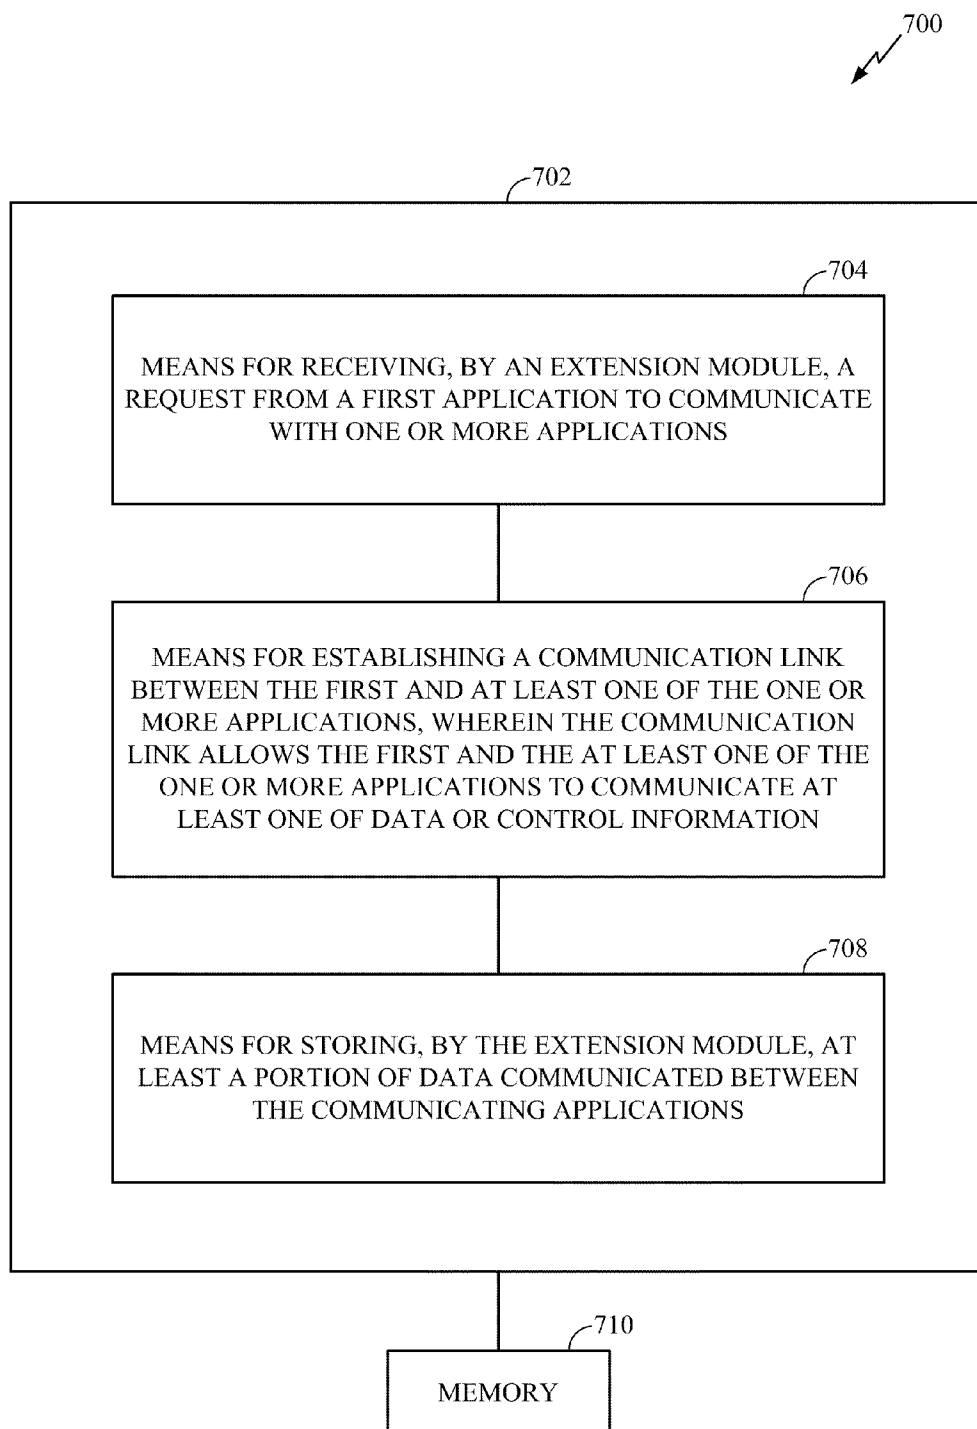 700
702
704
MEANS FOR RECEIVING, BY AN EXTENSION MODULE, A
REQUEST FROM A FIRST APPLICATION TO COMMUNICATE
WITH ONE OR MORE APPLICATIONS
706
MEANS FOR ESTABLISHING A COMMUNICATION LINK
BETWEEN THE FIRST AND AT LEAST ONE OF THE ONE OR
MORE APPLICATIONS, WHEREIN THE COMMUNICATION
LINK ALLOWS THE FIRST AND THE AT LEAST ONE OF THE
ONE OR MORE APPLICATIONS TO COMMUNICATE AT
LEAST ONE OF DATA OR CONTROL INFORMATION
708
MEANS FOR STORING, BY THE EXTENSION MODULE, AT
LEAST A PORTION OF DATA COMMUNICATED BETWEEN
THE COMMUNICATING APPLICATIONS
710
MEMORY